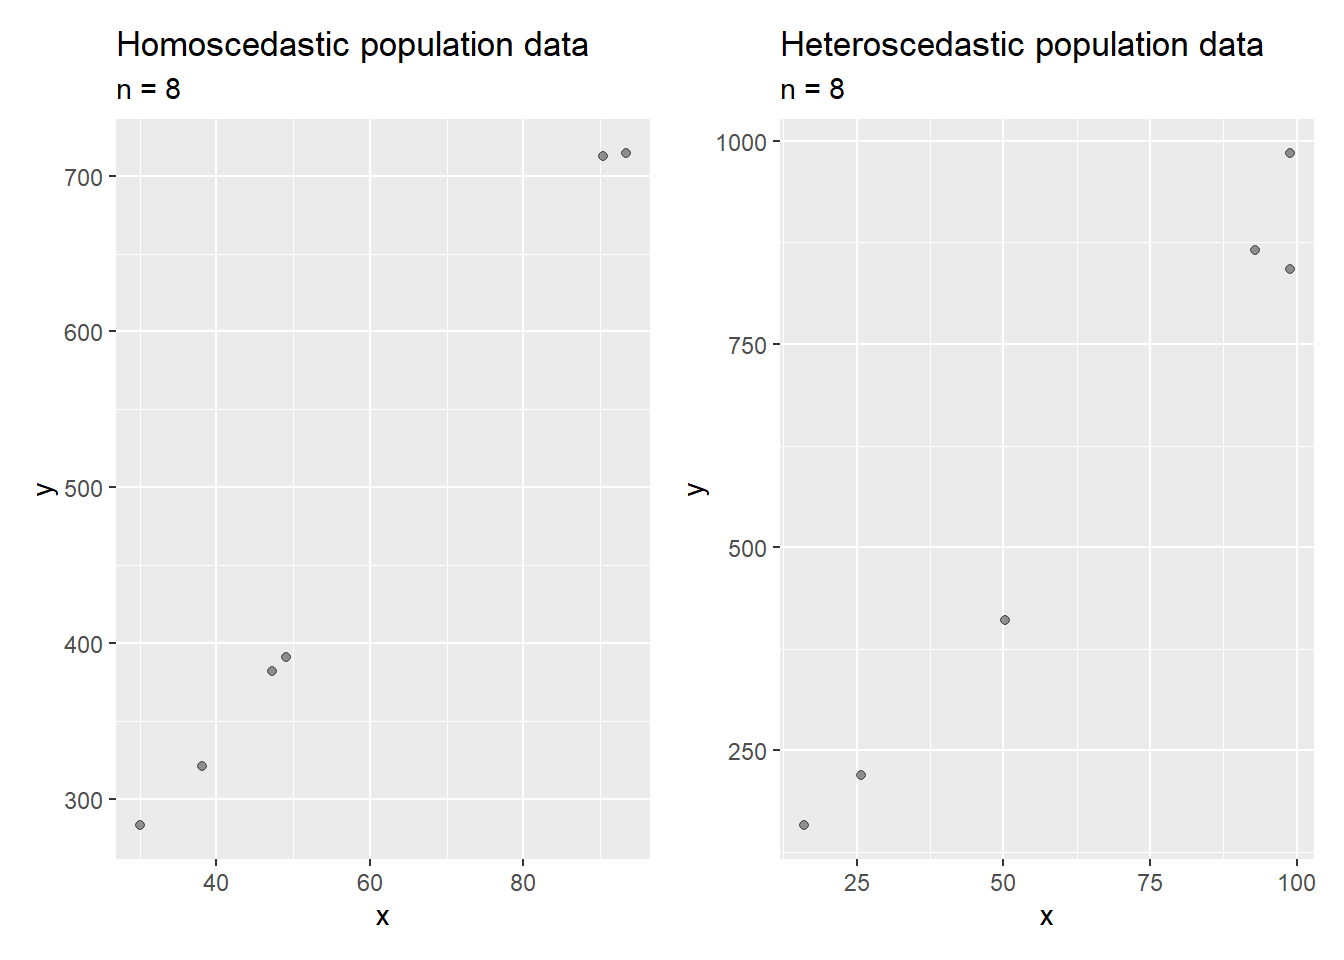 Homoscedastic population data
n = 8
700
600
500
400
300
y
40 60 80
x
Heteroscedastic population data
n = 8
1000
750
500
250
y
25 50 75 100
x